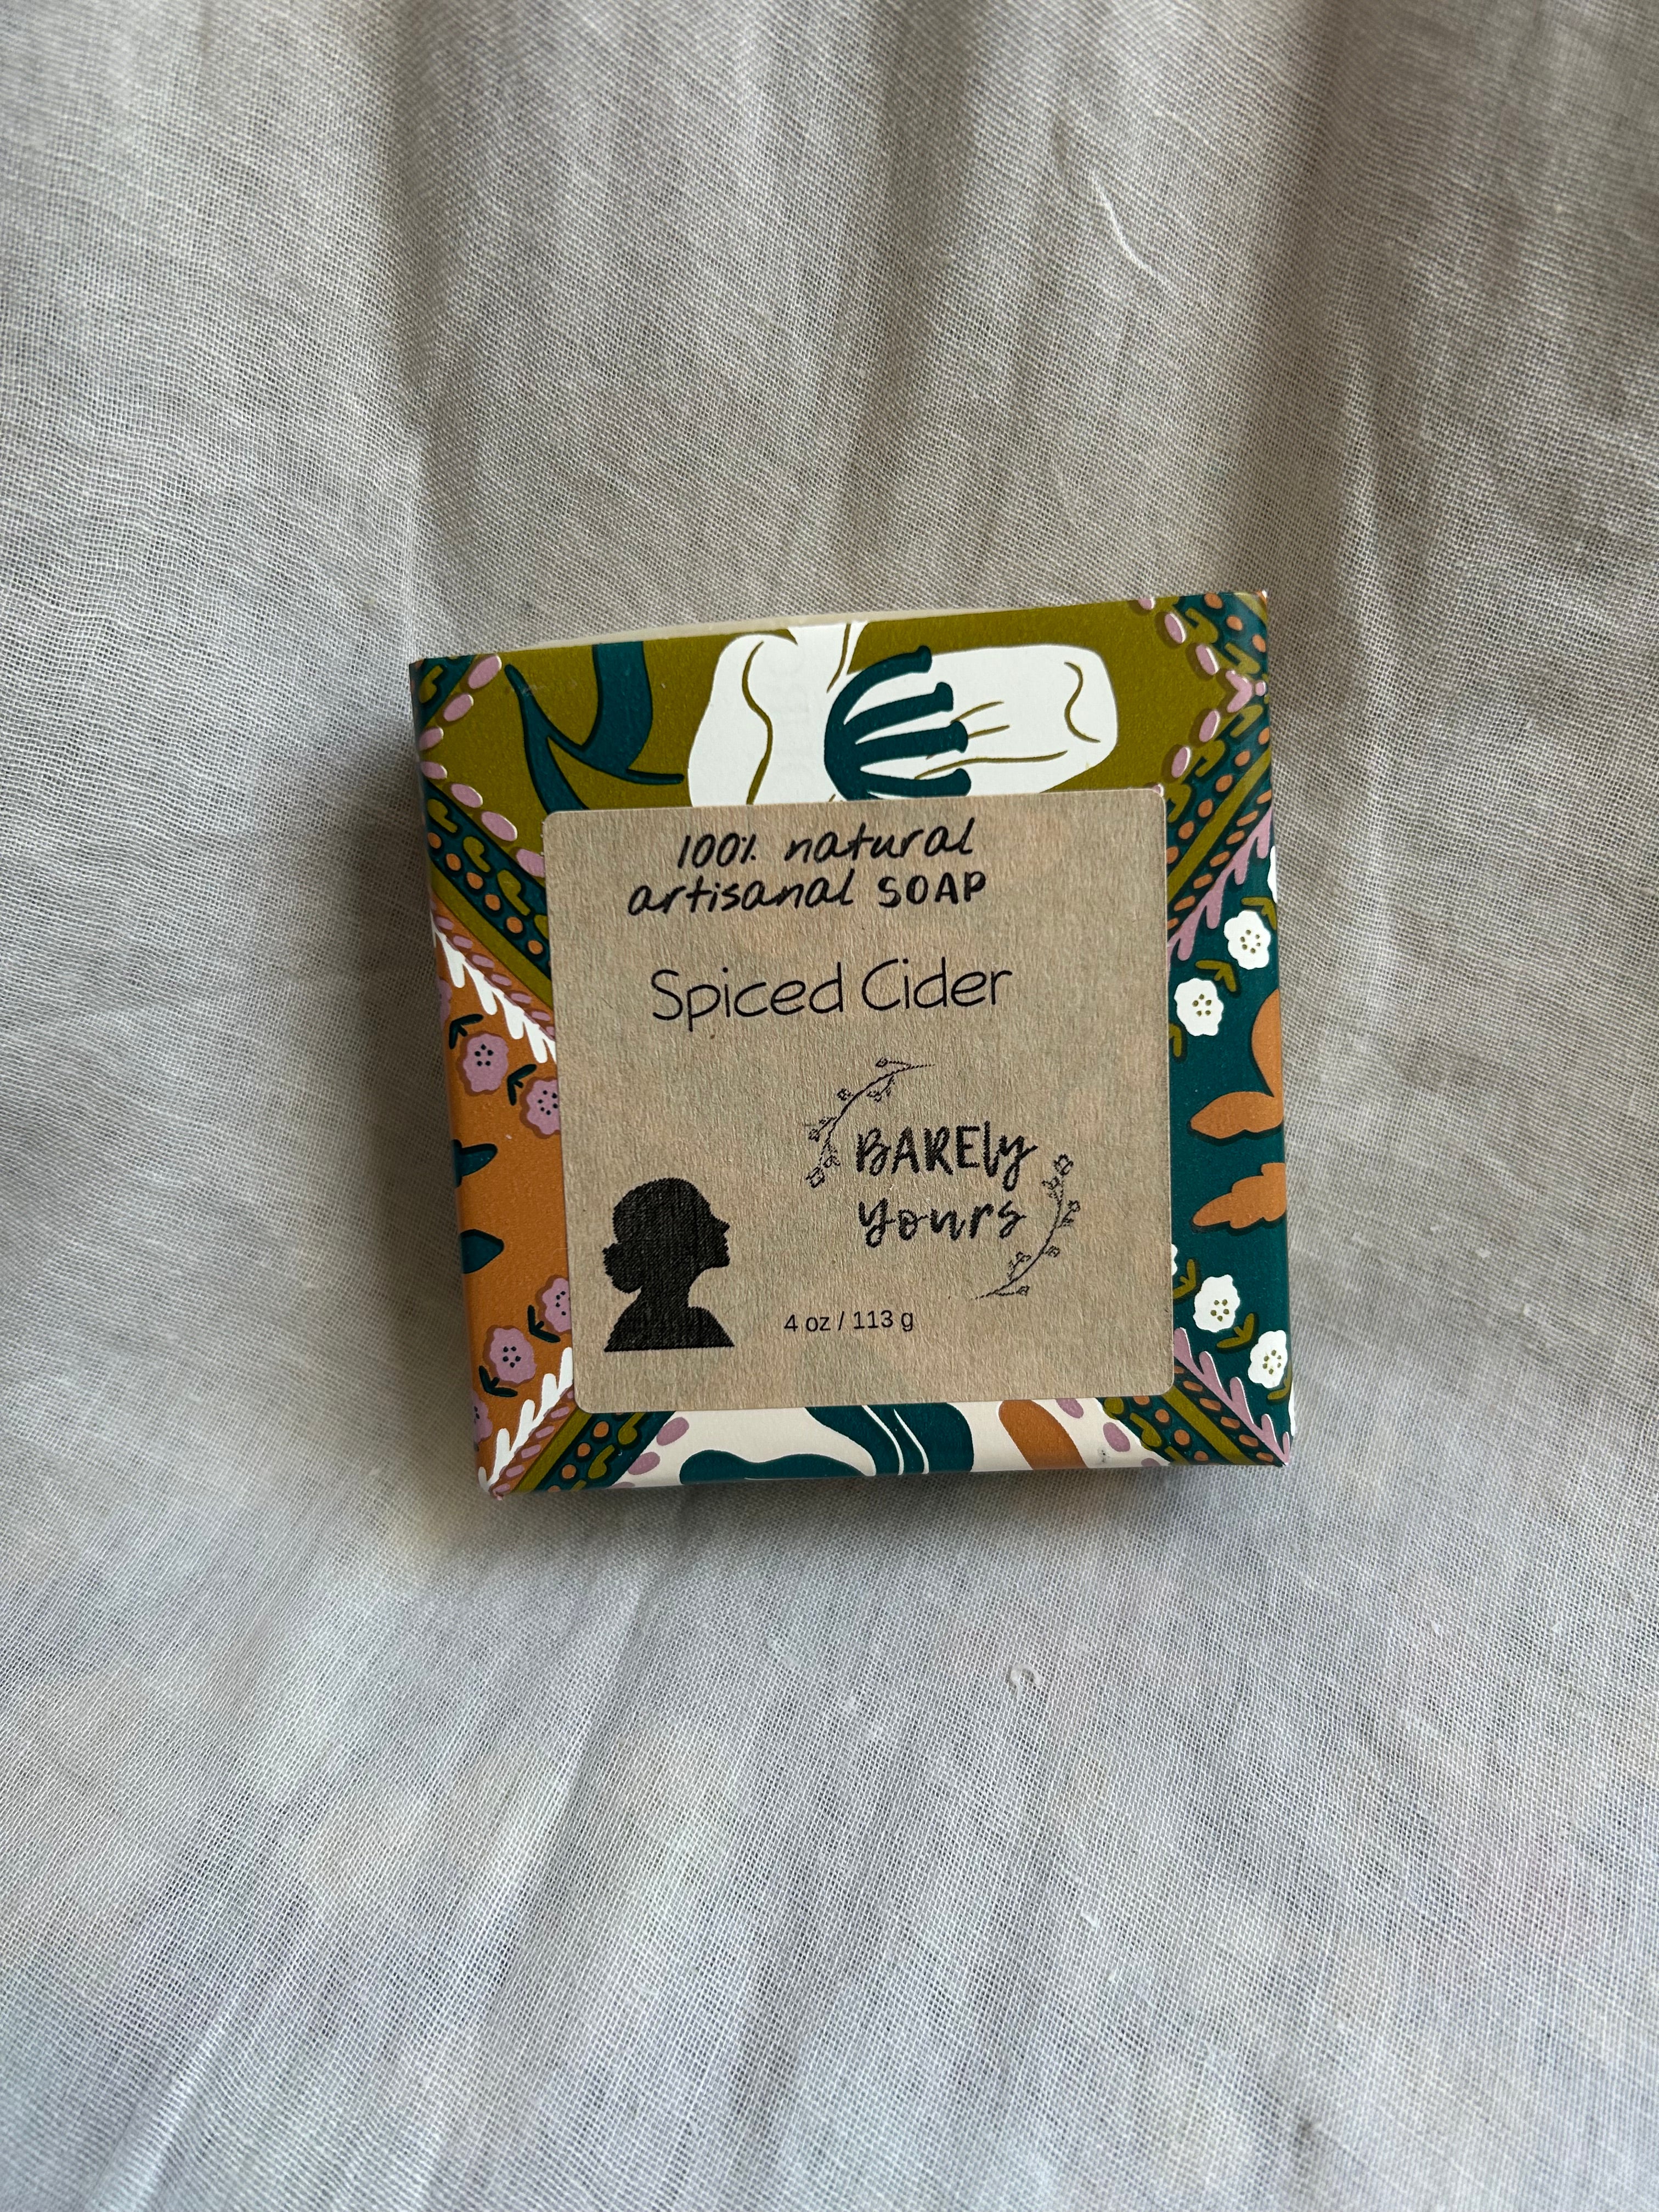 100% natural
artisanal SOAP
Spiced Cider
BAREly
yours
4 oz / 113 g